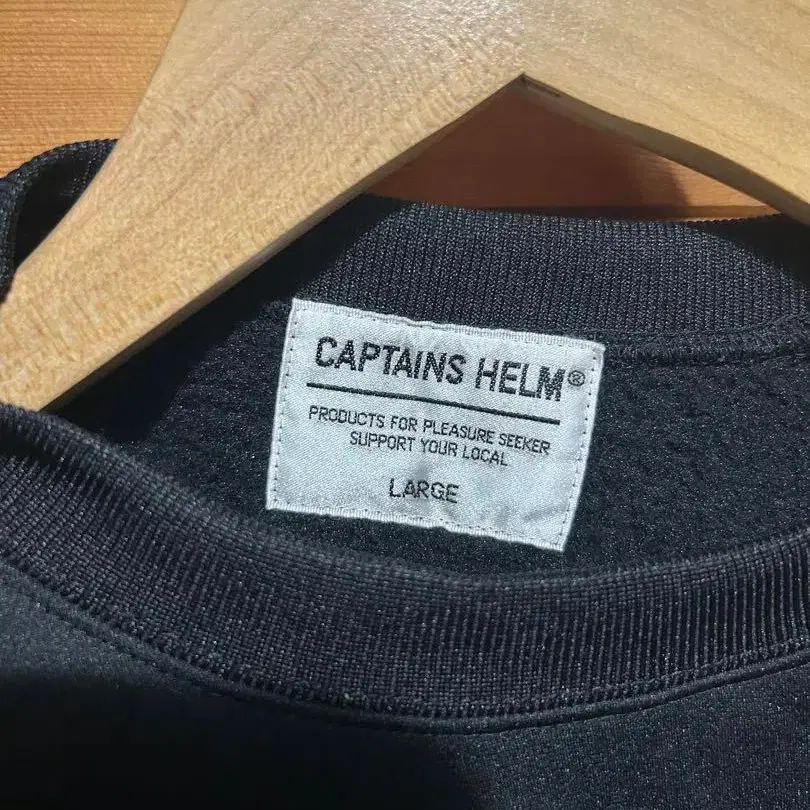 CAPTAINS HELM®
PRODUCTS FOR PLEASURE SEEKER
SUPPORT YOUR LOCAL
LARGE